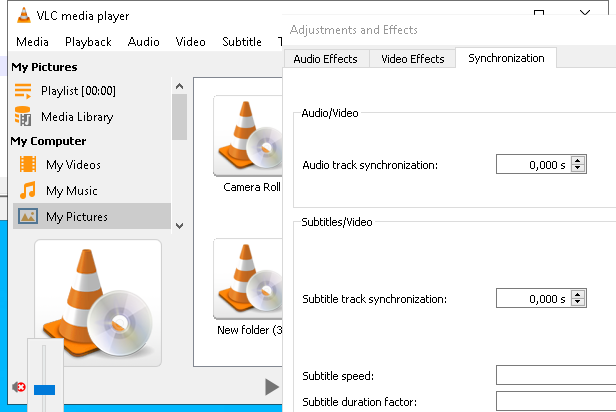 VLC media player
Media Playback Audio Video Subtitle
My Pictures
Playlist [00:00]
Media Library
My Computer
My Videos
My Music
My Pictures
Camera Roll
New folder (3
Adjustments and Effects
Audio Effects Video Effects Synchronization
Audio/Video
Audio track synchronization: 0,000 s
Subtitles/Video
Subtitle track synchronization: 0,000 s
Subtitle speed:
Subtitle duration factor: